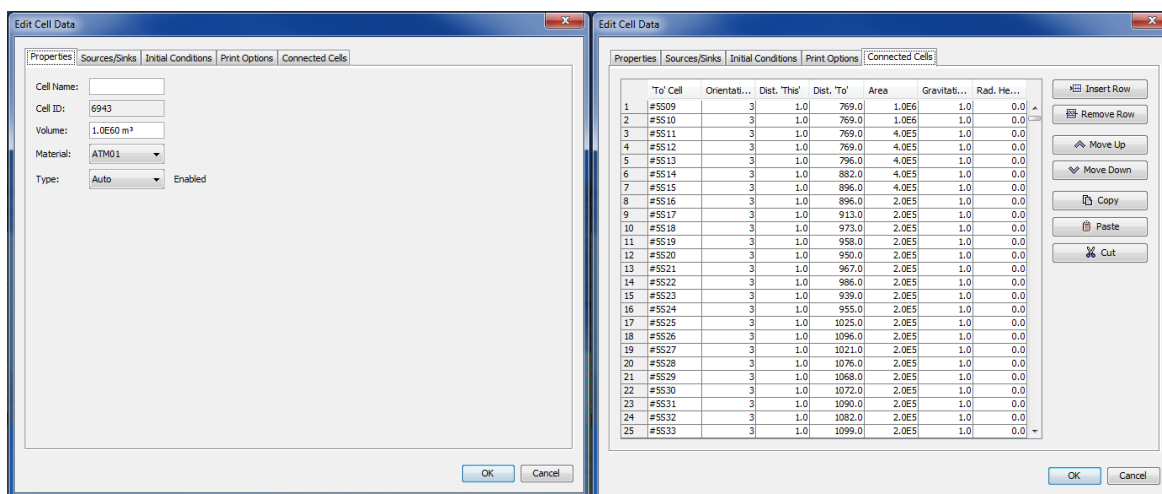 Edit Cell Data
Properties Sources/Sinks Initial Conditions Print Options Connected Cells
Cell Name:
Cell ID: 6943
Volume: 1.0E60 m³
Material: ATM01
Type: Auto Enabled
OK Cancel
Edit Cell Data
Properties Sources/Sinks Initial Conditions Print Options Connected Cells
'To' Cell Orientati... Dist. 'This' Dist. 'To' Area Gravitati... Rad. He...
1 #5S09 3 1.0 769.0 1.0E6 1.0 0.0
2 #5S10 3 1.0 769.0 1.0E6 1.0 0.0
3 #5S11 3 1.0 769.0 4.0E5 1.0 0.0
4 #5S12 3 1.0 769.0 4.0E5 1.0 0.0
5 #5S13 3 1.0 796.0 4.0E5 1.0 0.0
6 #5S14 3 1.0 882.0 4.0E5 1.0 0.0
7 #5S15 3 1.0 896.0 4.0E5 1.0 0.0
8 #5S16 3 1.0 896.0 2.0E5 1.0 0.0
9 #5S17 3 1.0 913.0 2.0E5 1.0 0.0
10 #5S18 3 1.0 973.0 2.0E5 1.0 0.0
11 #5S19 3 1.0 958.0 2.0E5 1.0 0.0
12 #5S20 3 1.0 950.0 2.0E5 1.0 0.0
13 #5S21 3 1.0 967.0 2.0E5 1.0 0.0
14 #5S22 3 1.0 986.0 2.0E5 1.0 0.0
15 #5S23 3 1.0 939.0 2.0E5 1.0 0.0
16 #5S24 3 1.0 955.0 2.0E5 1.0 0.0
17 #5S25 3 1.0 1025.0 2.0E5 1.0 0.0
18 #5S26 3 1.0 1096.0 2.0E5 1.0 0.0
19 #5S27 3 1.0 1021.0 2.0E5 1.0 0.0
20 #5S28 3 1.0 1076.0 2.0E5 1.0 0.0
21 #5S29 3 1.0 1068.0 2.0E5 1.0 0.0
22 #5S30 3 1.0 1072.0 2.0E5 1.0 0.0
23 #5S31 3 1.0 1090.0 2.0E5 1.0 0.0
24 #5S32 3 1.0 1082.0 2.0E5 1.0 0.0
25 #5S33 3 1.0 1099.0 2.0E5 1.0 0.0
Insert Row
Remove Row
Move Up
Move Down
Copy
Paste
Cut
OK Cancel